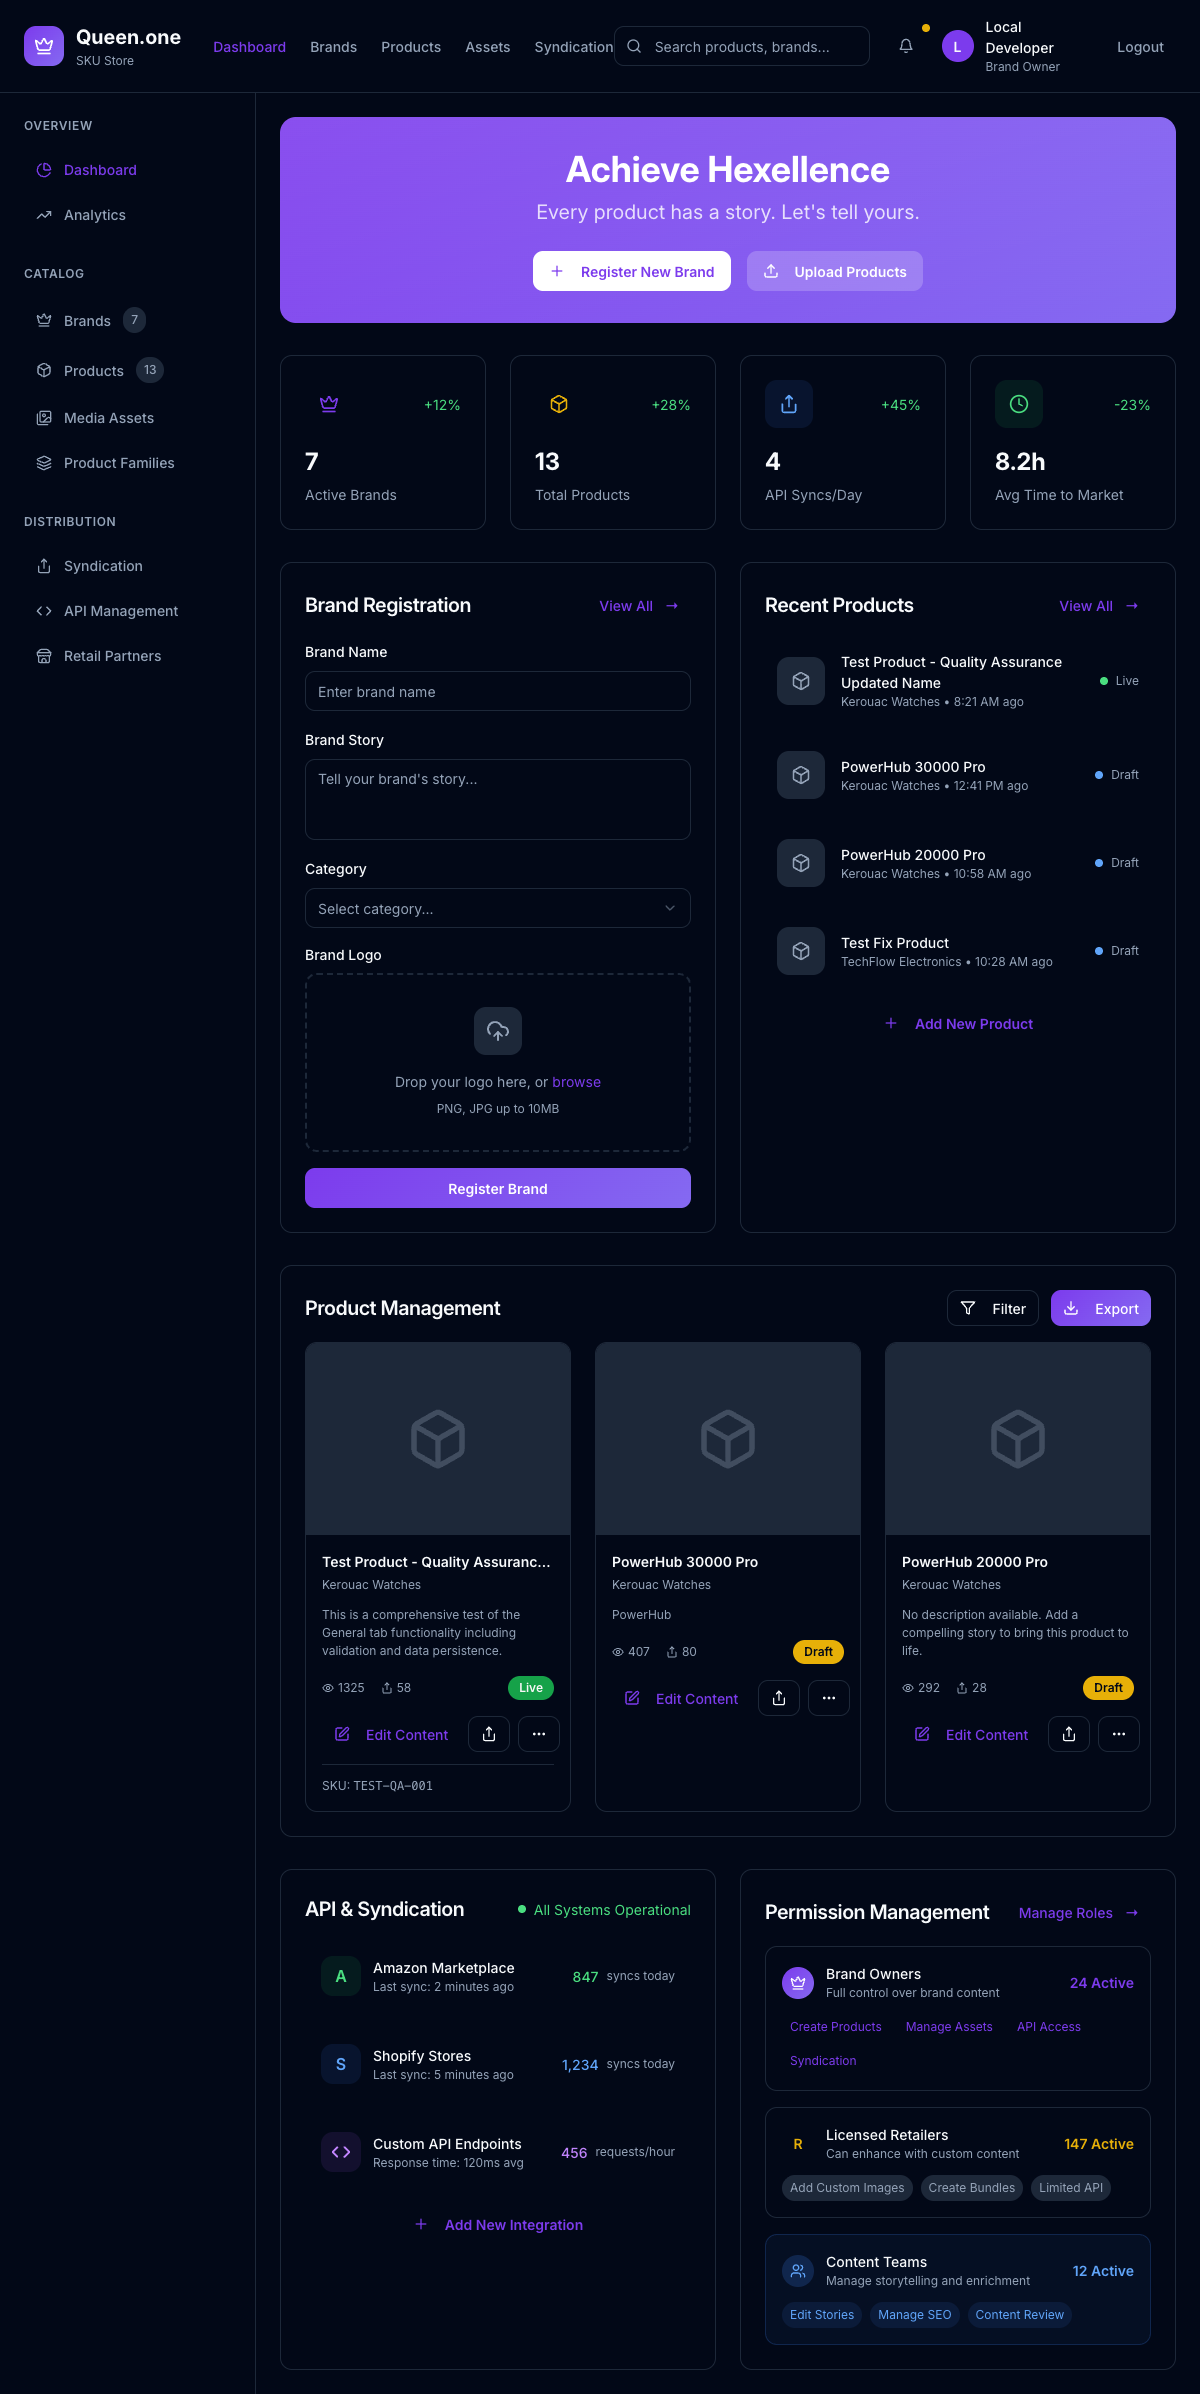 Queen.one
SKU Store
Dashboard
Brands
Products
Assets
Syndication
Search products, brands...
L
Local
Developer
Brand Owner
Logout
OVERVIEW
Dashboard
Analytics
CATALOG
Brands 7
Products 13
Media Assets
Product Families
DISTRIBUTION
Syndication
API Management
Retail Partners
Achieve Hexellence
Every product has a story. Let's tell yours.
Register New Brand
Upload Products
+12%
7
Active Brands
+28%
13
Total Products
+45%
4
API Syncs/Day
-23%
8.2h
Avg Time to Market
Brand Registration
View All →
Brand Name
Enter brand name
Brand Story
Tell your brand's story...
Category
Select category...
Brand Logo
Drop your logo here, or browse
PNG, JPG up to 10MB
Register Brand
Recent Products
View All →
Test Product - Quality Assurance
Updated Name
Kerouac Watches • 8:21 AM ago
Live
PowerHub 30000 Pro
Kerouac Watches • 12:41 PM ago
Draft
PowerHub 20000 Pro
Kerouac Watches • 10:58 AM ago
Draft
Test Fix Product
TechFlow Electronics • 10:28 AM ago
Draft
Add New Product
Product Management
Filter
Export
Test Product - Quality Assuranc...
Kerouac Watches
This is a comprehensive test of the
General tab functionality including
validation and data persistence.
1325
58
Live
Edit Content
SKU: TEST-QA-001
PowerHub 30000 Pro
Kerouac Watches
PowerHub
407
80
Draft
Edit Content
PowerHub 20000 Pro
Kerouac Watches
No description available. Add a
compelling story to bring this product to
life.
292
28
Draft
Edit Content
API & Syndication
All Systems Operational
A
Amazon Marketplace
Last sync: 2 minutes ago
847 syncs today
S
Shopify Stores
Last sync: 5 minutes ago
1,234 syncs today
Custom API Endpoints
Response time: 120ms avg
456 requests/hour
Add New Integration
Permission Management
Manage Roles →
Brand Owners
Full control over brand content
24 Active
Create Products
Manage Assets
API Access
Syndication
R
Licensed Retailers
Can enhance with custom content
147 Active
Add Custom Images
Create Bundles
Limited API
Content Teams
Manage storytelling and enrichment
12 Active
Edit Stories
Manage SEO
Content Review